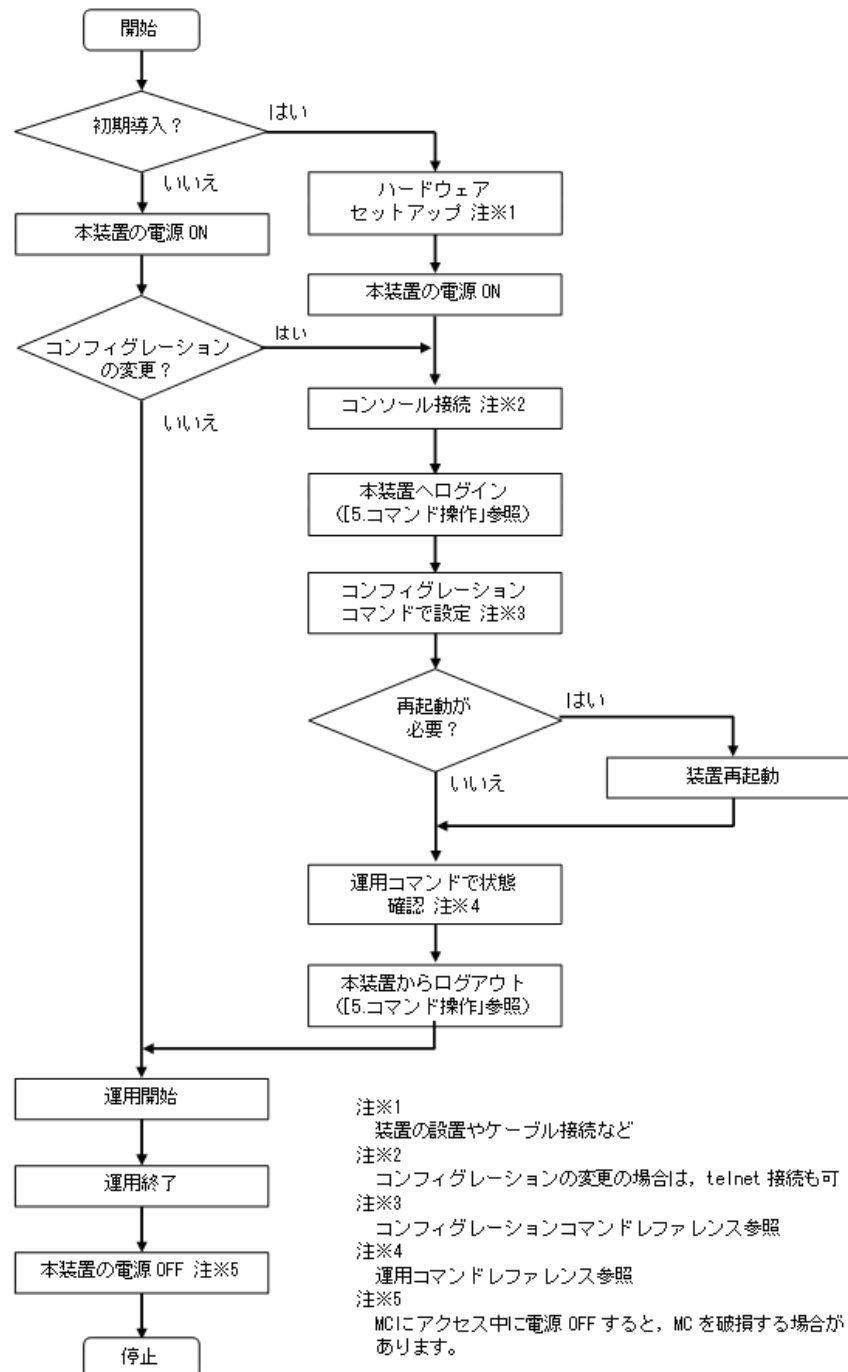 開始
初期導入？
はい
いいえ
ハードウェア
セットアップ 注※1
本装置の電源 ON
本装置の電源 ON
コンフィグレーション
の変更？
はい
いいえ
コンソール接続 注※2
本装置へログイン
(「5.コマンド操作」参照)
コンフィグレーション
コマンドで設定 注※3
再起動が
必要？
はい
いいえ
装置再起動
運用コマンドで状態
確認 注※4
本装置からログアウト
(「5.コマンド操作」参照)
運用開始
運用終了
本装置の電源 OFF 注※5
停止
注※1
装置の設置やケーブル接続など
注※2
コンフィグレーションの変更の場合は，telnet 接続も可
注※3
コンフィグレーションコマンドレファレンス参照
注※4
運用コマンドレファレンス参照
注※5
MCにアクセス中に電源 OFF すると，MC を破損する場合が
あります。